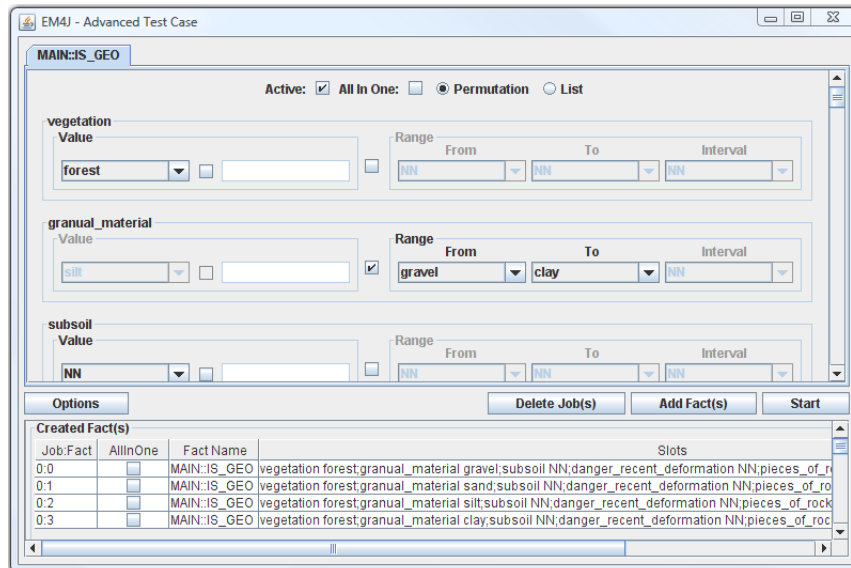 EM4J - Advanced Test Case
MAIN::IS_GEO
Active: All In One: Permutation List
vegetation
Value Range
From To Interval
forest NN NN NN
granual_material
Value Range
From To Interval
silt gravel clay NN
subsoil
Value Range
From To Interval
NN NN NN NN
Options Delete Job(s) Add Fact(s) Start
Created Fact(s)
Job:Fact AllInOne Fact Name Slots
0:0 MAIN::IS_GEO vegetation forest;granual_material gravel;subsoil NN;danger_recent_deformation NN;pieces_of_r
0:1 MAIN::IS_GEO vegetation forest;granual_material sand;subsoil NN;danger_recent_deformation NN;pieces_of_ro
0:2 MAIN::IS_GEO vegetation forest;granual_material silt;subsoil NN;danger_recent_deformation NN;pieces_of_rock
0:3 MAIN::IS_GEO vegetation forest;granual_material clay;subsoil NN;danger_recent_deformation NN;pieces_of_roc